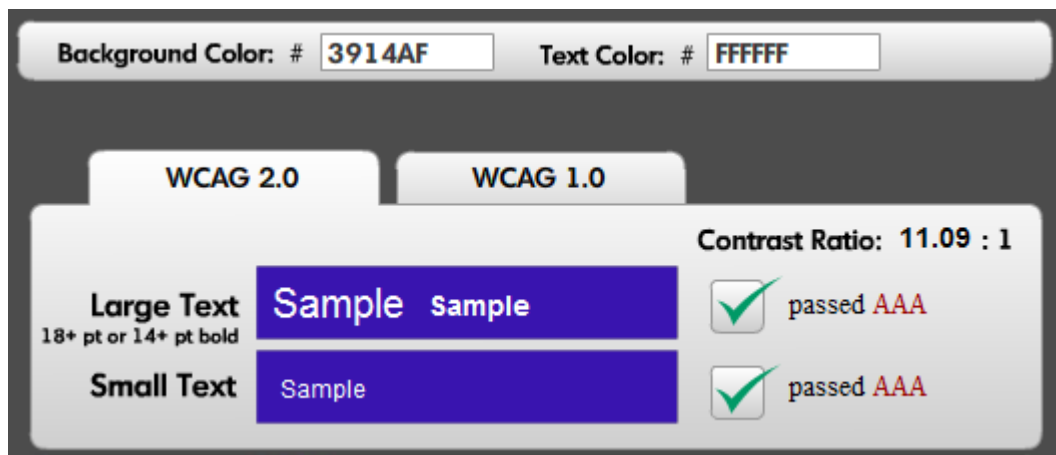 Background Color: # 3914AF Text Color: # FFFFFF
WCAG 2.0 WCAG 1.0
Contrast Ratio: 11.09 : 1
Large Text Sample Sample passed AAA
18+ pt or 14+ pt bold
Small Text Sample passed AAA